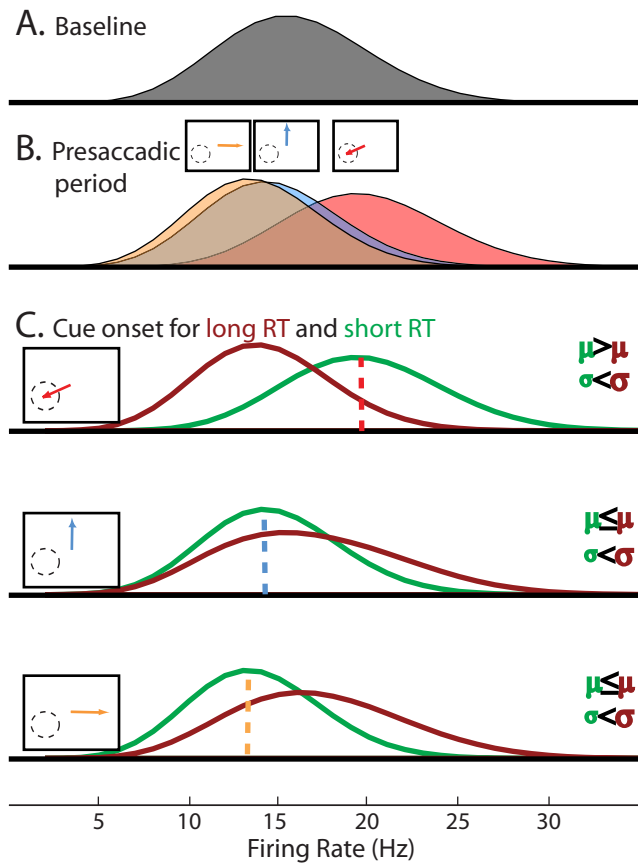 A. Baseline
B. Presaccadic
period
C. Cue onset for long RT and short RT
μ>μ
σ<σ
μ≤μ
σ<σ
μ≤μ
σ<σ
5 10 15 20 25 30
Firing Rate (Hz)